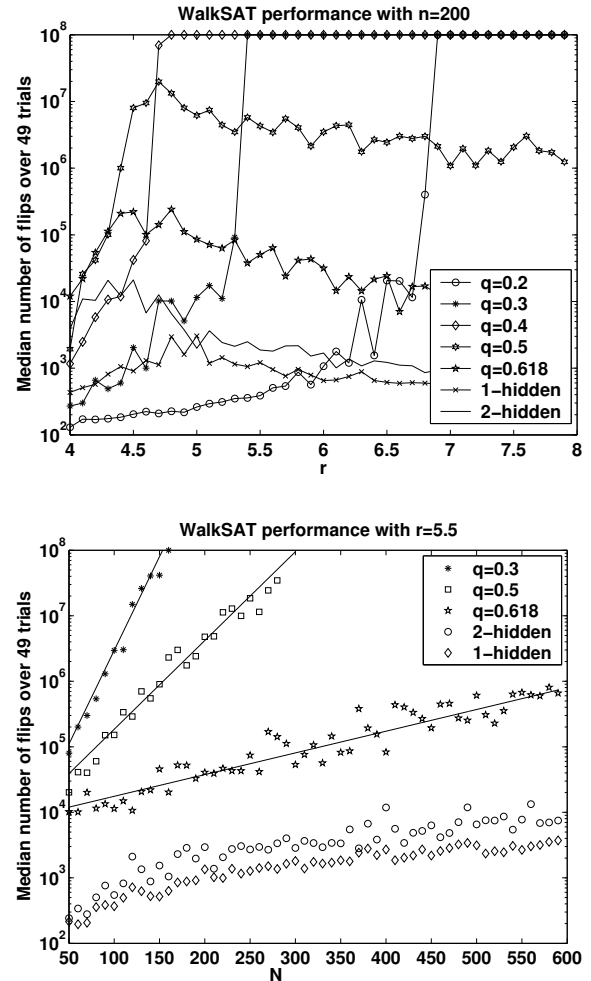 WalkSAT performance with n=200
Median number of flips over 49 trials
10^8
10^7
10^6
10^5
10^4
10^3
10^2
4 4.5 5 5.5 6 6.5 7 7.5 8
r
q=0.2
q=0.3
q=0.4
q=0.5
q=0.618
1−hidden
2−hidden
WalkSAT performance with r=5.5
Median number of flips over 49 trials
10^8
10^7
10^6
10^5
10^4
10^3
10^2
50 100 150 200 250 300 350 400 450 500 550 600
N
q=0.3
q=0.5
q=0.618
2−hidden
1−hidden